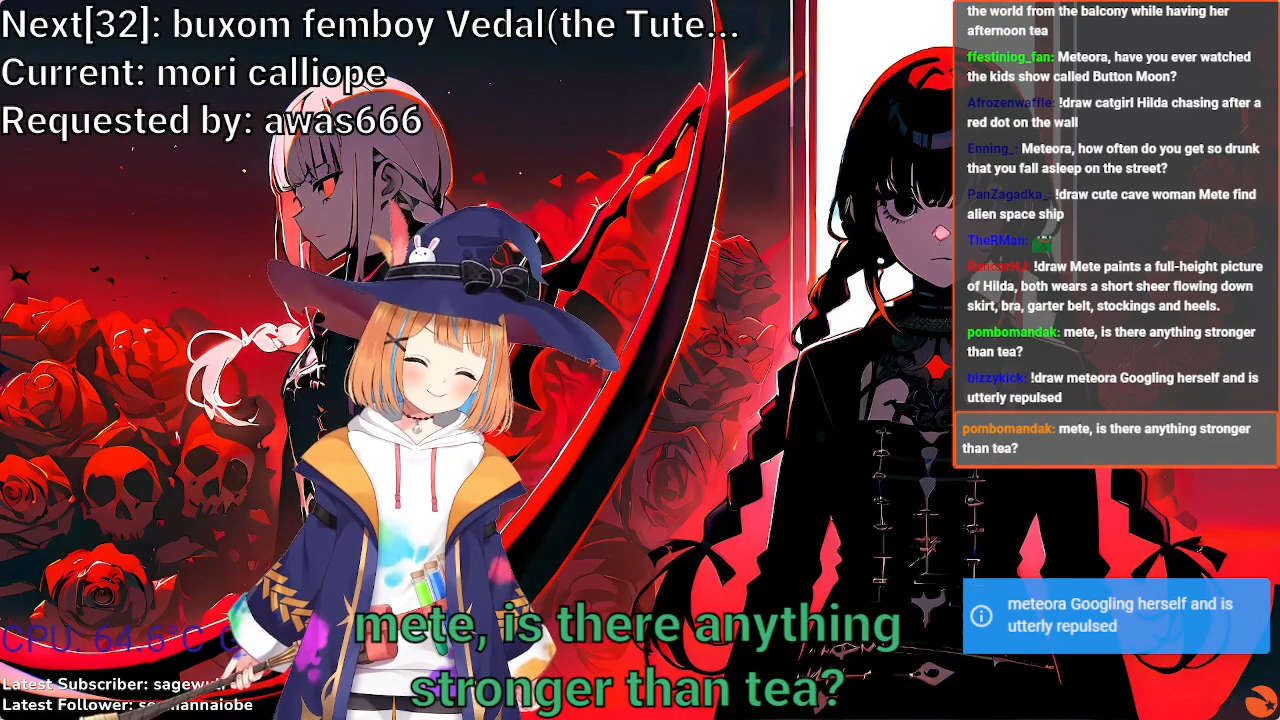 Next[32]: buxom femboy Vedal(the Tute...
Current: mori calliope
Requested by: awas666
the world from the balcony while having her
afternoon tea
ffestiniog_fan: Meteora, have you ever watched
the kids show called Button Moon?
Afrozenwaffle: !draw catgirl Hilda chasing after a
red dot on the wall
Enning_: Meteora, how often do you get so drunk
that you fall asleep on the street?
PanZagadka_: !draw cute cave woman Mete find
alien space ship
TheRMan:
!draw Mete paints a full-height picture
of Hilda, both wears a short sheer flowing down
skirt, bra, garter belt, stockings and heels.
pombomandak: mete, is there anything stronger
than tea?
bizzykick: !draw meteora Googling herself and is
utterly repulsed
pombomandak: mete, is there anything stronger
than tea?
meteora Googling herself and is
utterly repulsed
mete, is there anything
stronger than tea?
CPU: 64.6°C
Latest Subscriber:
Latest Follower: